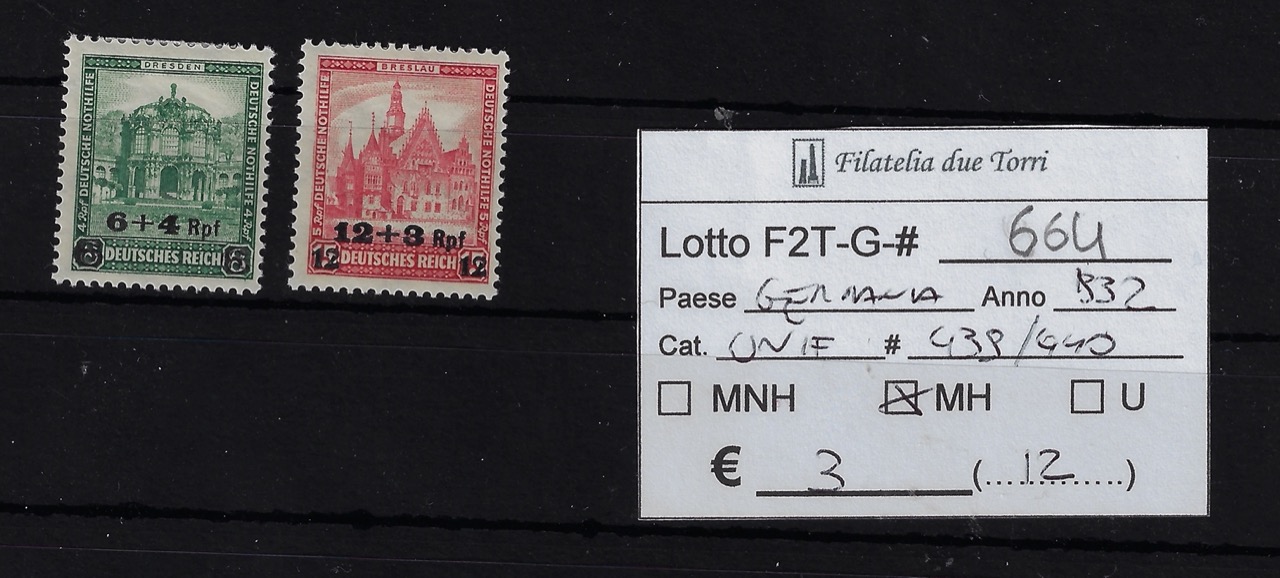 DRESDEN
DEUTSCHE NOTHILFE
4 Rpf
DEUTSCHE NOTHILFE 4 Rpf
6+4 Rpf
6 DEUTSCHES REICH 6
BRESLAU
DEUTSCHE NOTHILFE
5 Rpf
DEUTSCHE NOTHILFE 5 Rpf
12+3 Rpf
12 DEUTSCHES REICH 12
Filatelia due Torri
Lotto F2T-G-# 664
Paese GERMANIA Anno 1932
Cat. UNIF # 439/440
MNH MH U
€ 3 (...12...........)